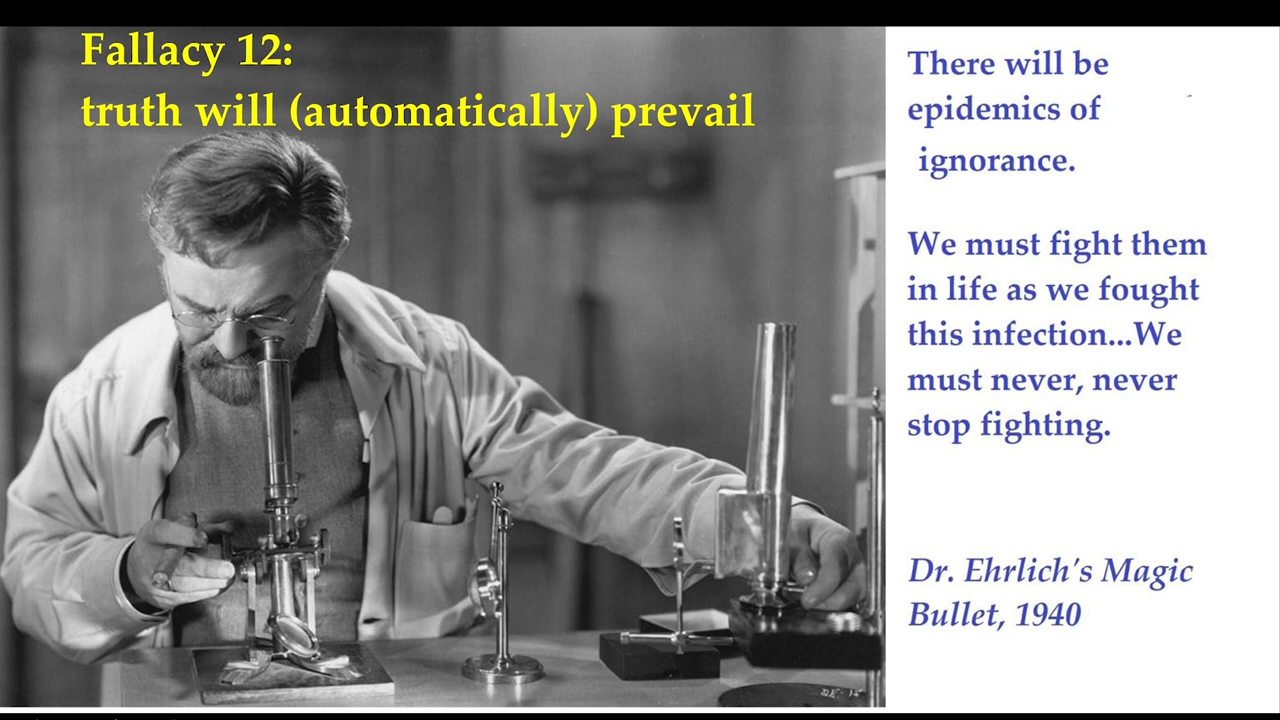 Fallacy 12:
truth will (automatically) prevail
There will be
epidemics of
ignorance.
We must fight them
in life as we fought
this infection...We
must never, never
stop fighting.
Dr. Ehrlich's Magic
Bullet, 1940